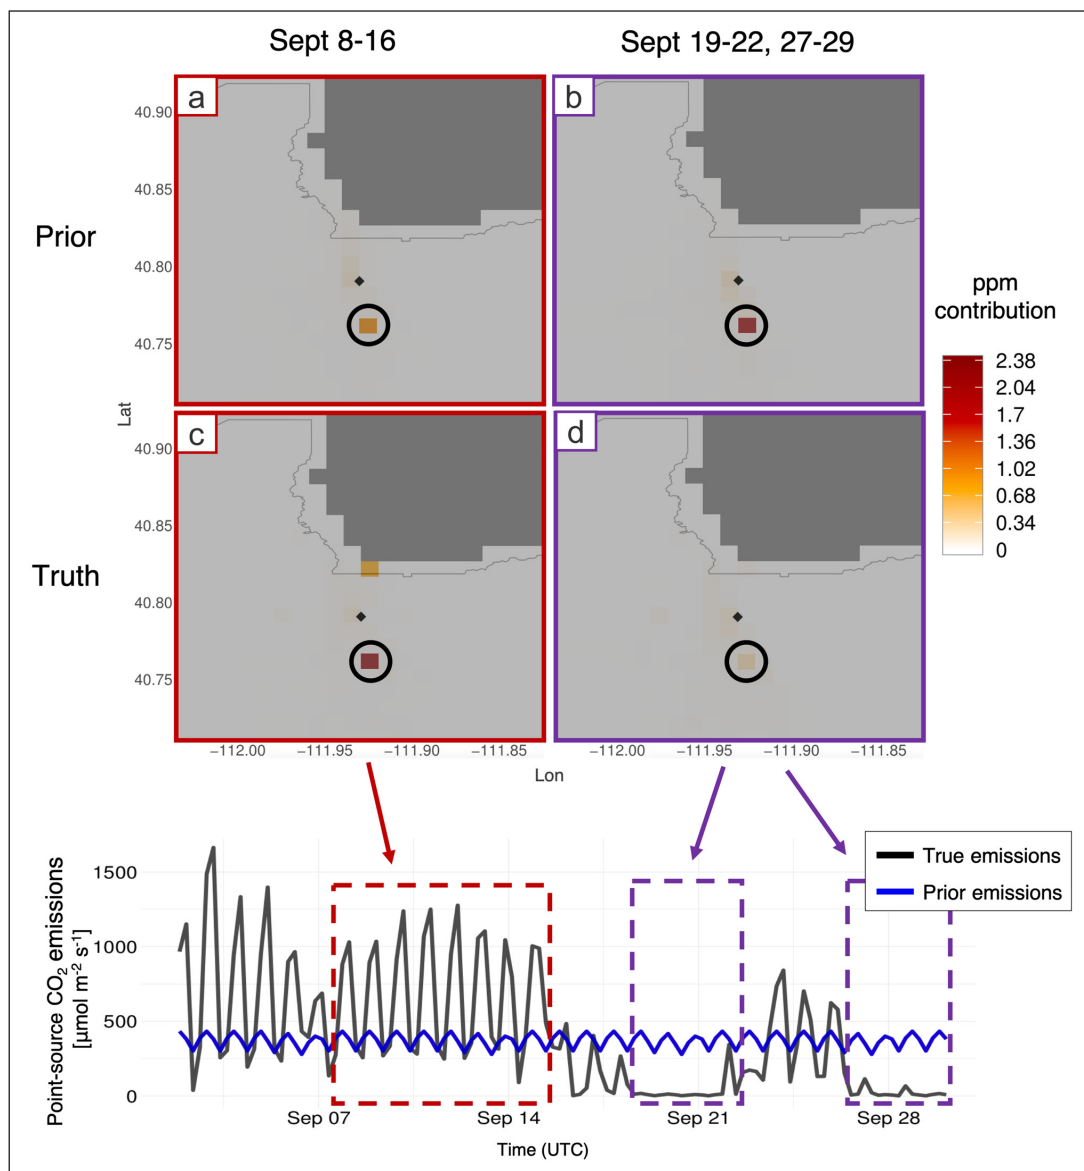 Sept 8-16
Sept 19-22, 27-29
a
b
40.90
40.85
Prior
40.80
40.75
ppm
contribution
2.38
2.04
1.7
1.36
1.02
0.68
0.34
0
Lat
c
d
40.90
40.85
Truth
40.80
40.75
−112.00 −111.95 −111.90 −111.85
−112.00 −111.95 −111.90 −111.85
Lon
True emissions
Prior emissions
Point-source CO₂ emissions
[µmol m⁻² s⁻¹]
1500
1000
500
0
Sep 07 Sep 14 Sep 21 Sep 28
Time (UTC)